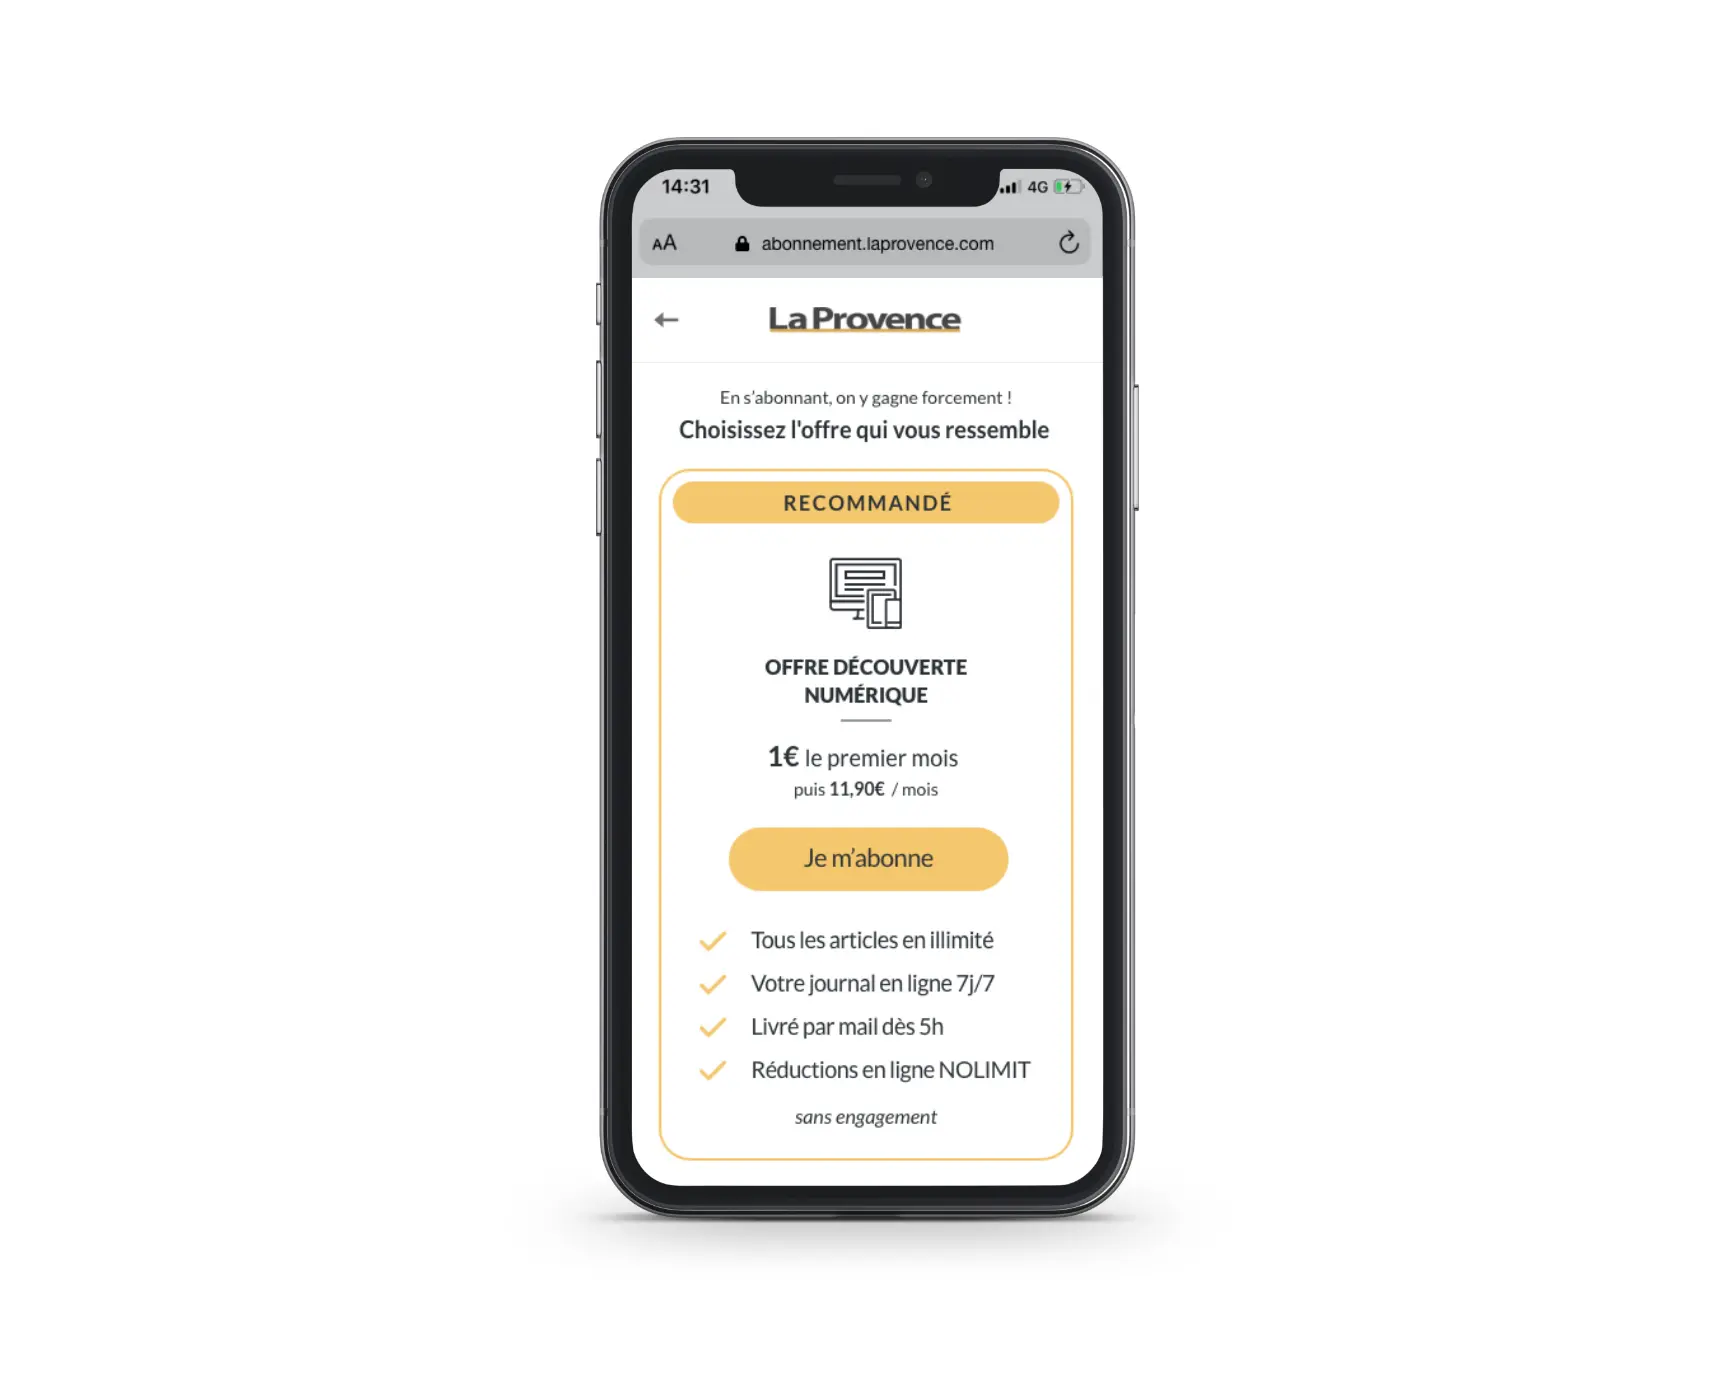 14:31
4G
AA
abonnement.laprovence.com
La Provence
En s'abonnant, on y gagne forcement !
Choisissez l'offre qui vous ressemble
RECOMMANDÉ
OFFRE DÉCOUVERTE
NUMÉRIQUE
1€ le premier mois
puis 11,90€ / mois
Je m'abonne
Tous les articles en illimité
Votre journal en ligne 7j/7
Livré par mail dès 5h
Réductions en ligne NOLIMIT
sans engagement